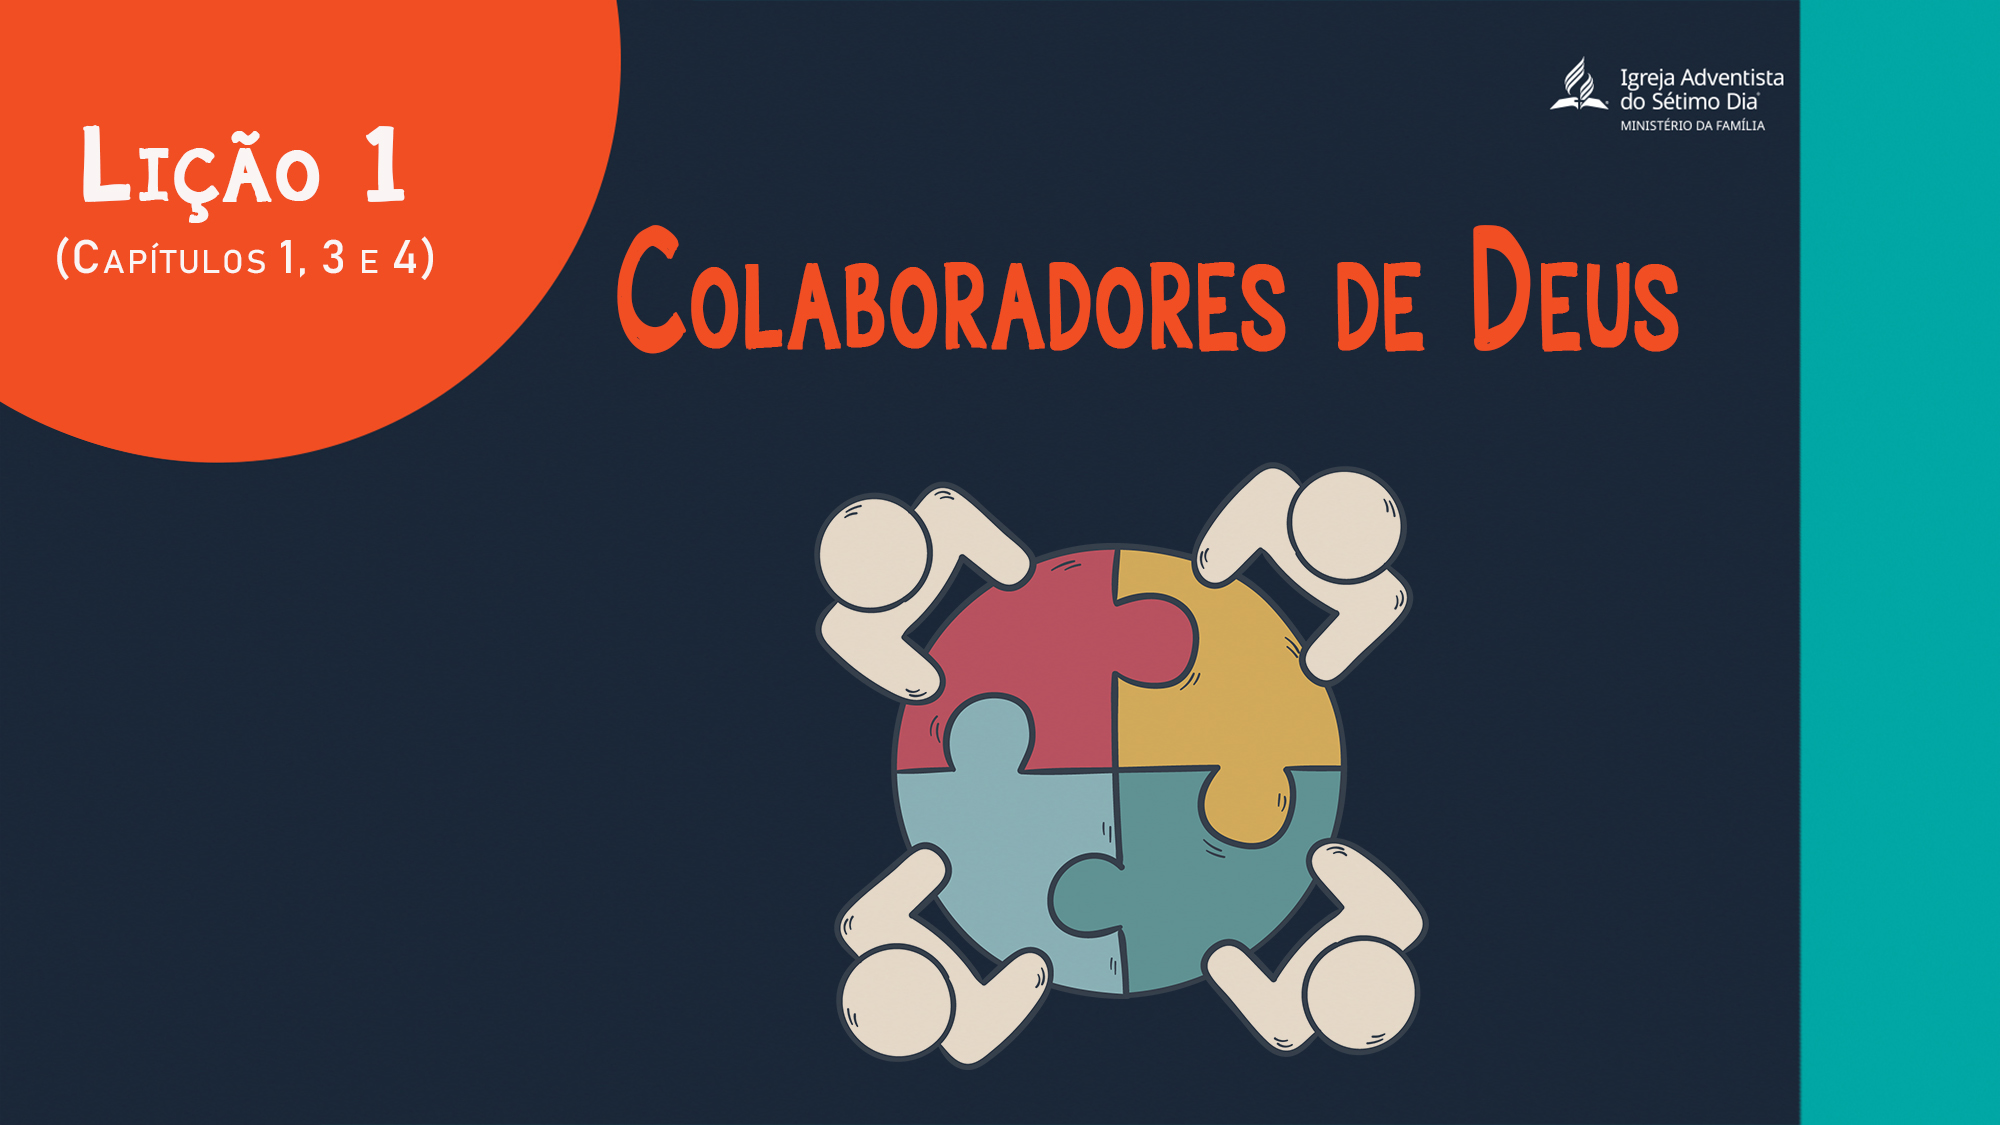 Lição 1
(Capítulos 1, 3 e 4)
Igreja Adventista
do Sétimo Dia
MINISTÉRIO DA FAMÍLIA
Colaboradores de Deus